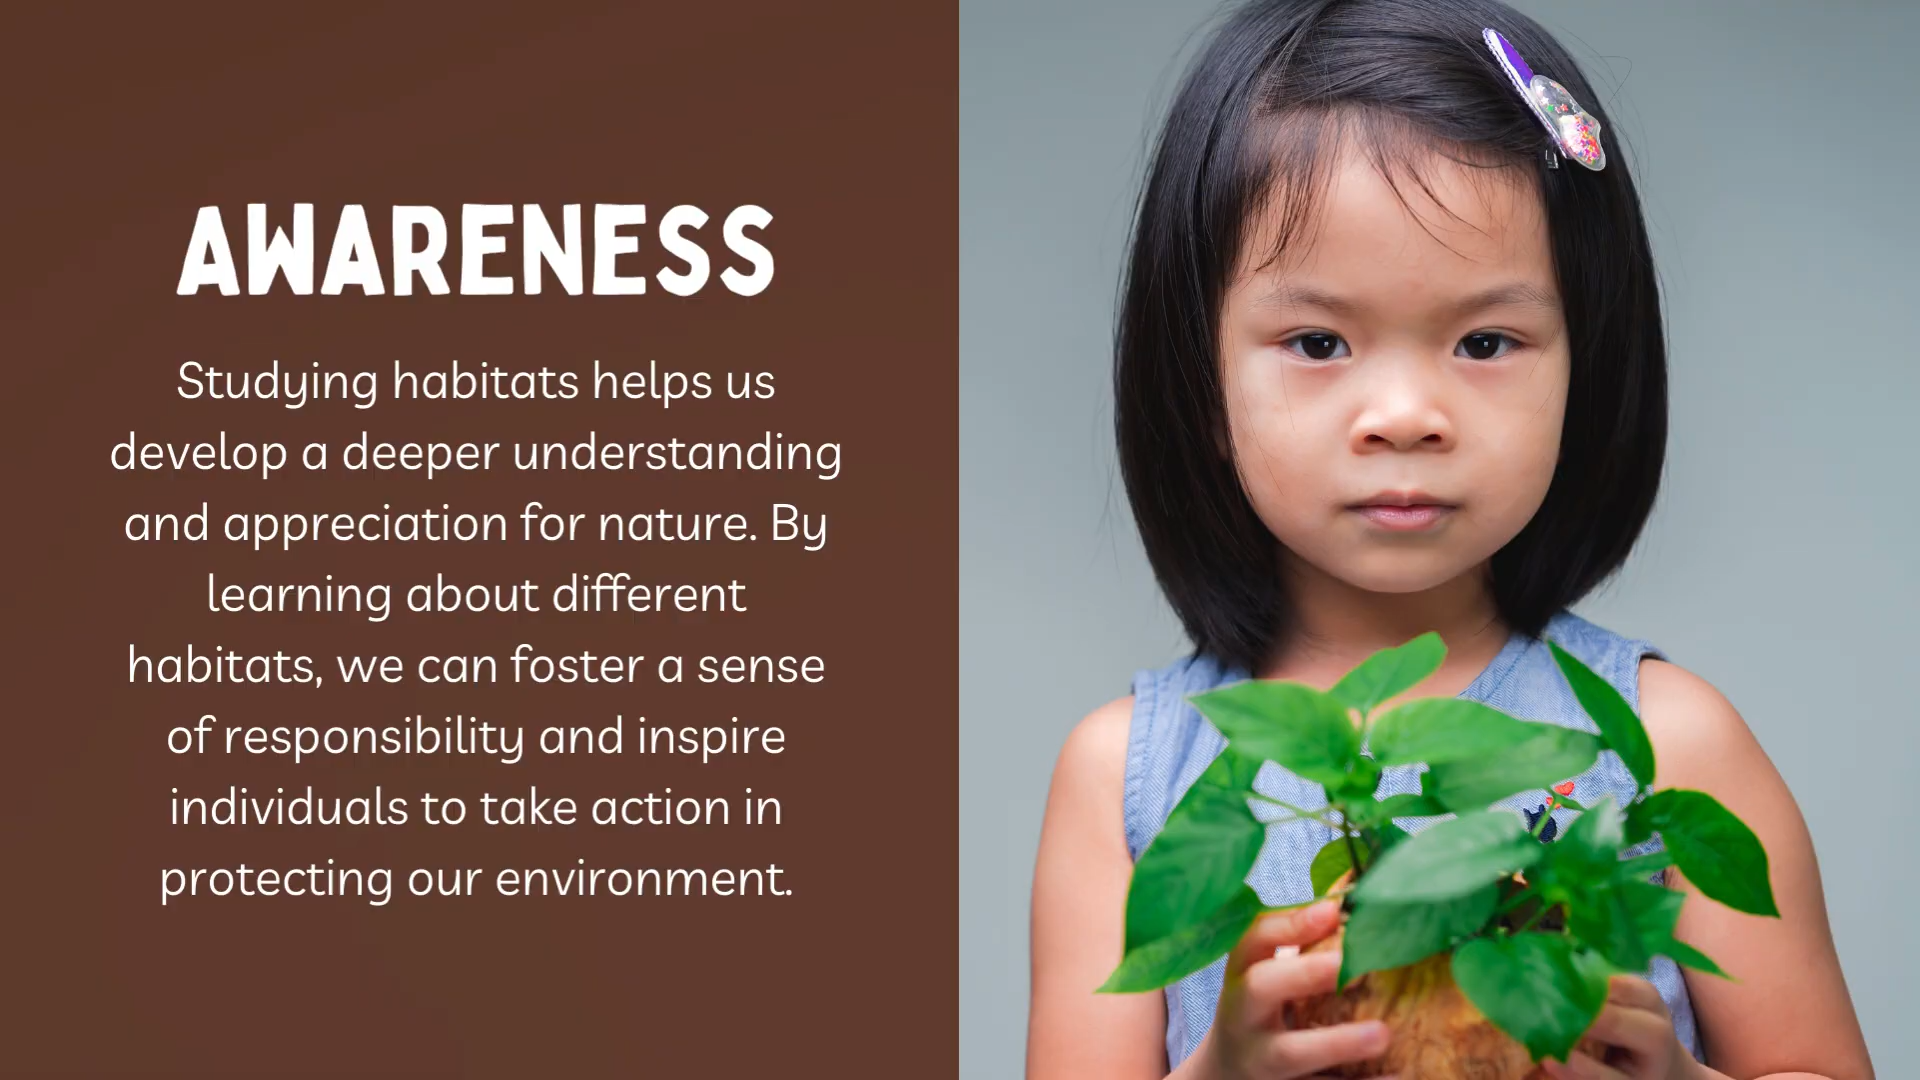 AWARENESS
Studying habitats helps us
develop a deeper understanding
and appreciation for nature. By
learning about different
habitats, we can foster a sense
of responsibility and inspire
individuals to take action in
protecting our environment.